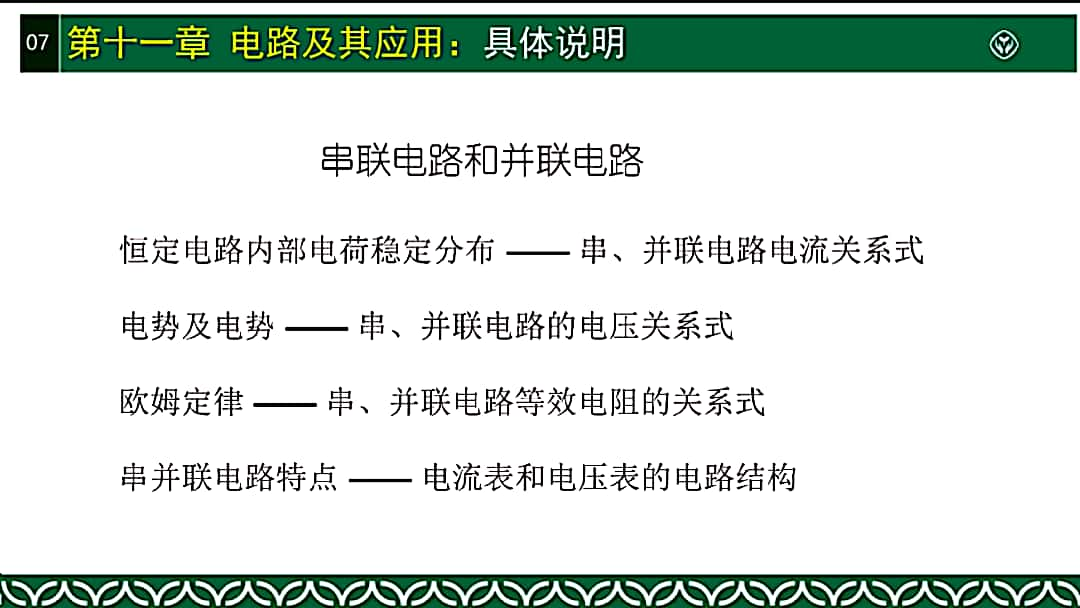 07
第十一章 电路及其应用：具体说明
串联电路和并联电路
恒定电路内部电荷稳定分布 —— 串、并联电路电流关系式
电势及电势 —— 串、并联电路的电压关系式
欧姆定律 —— 串、并联电路等效电阻的关系式
串并联电路特点 —— 电流表和电压表的电路结构